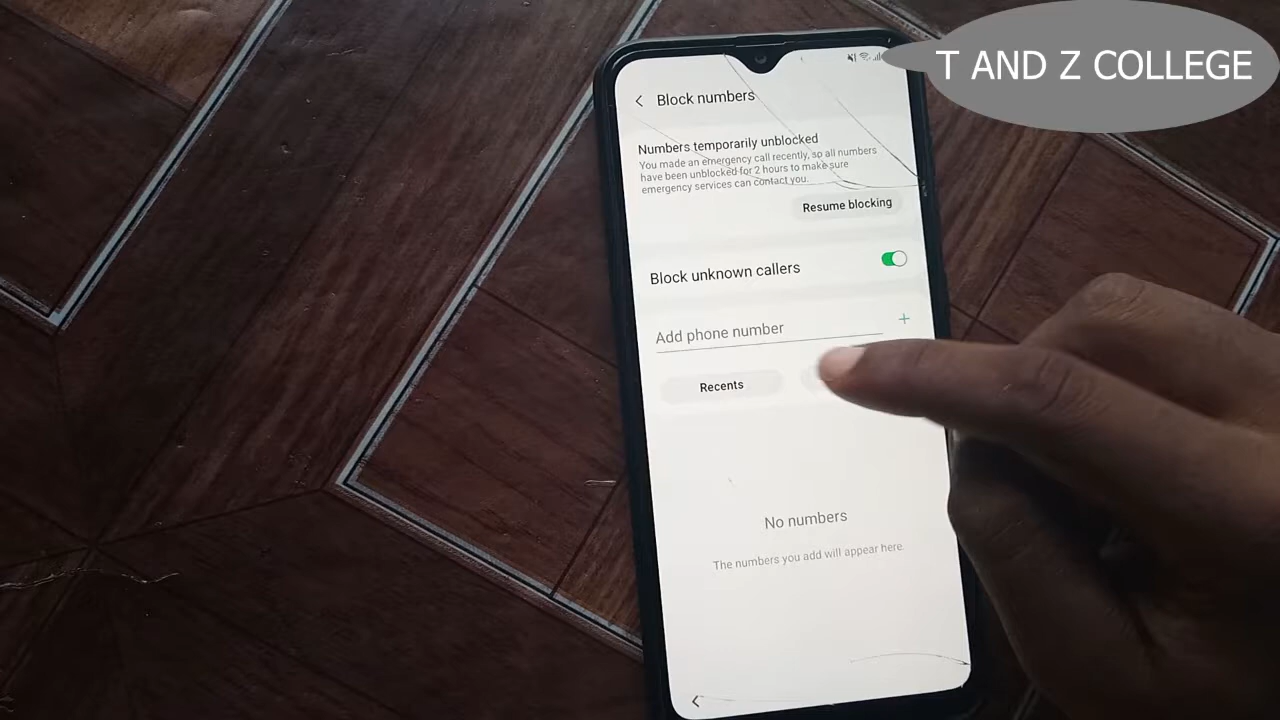 T AND Z COLLEGE
Block numbers
Numbers temporarily unblocked
You made an emergency call recently, so all numbers
have been unblocked for 2 hours to make sure
emergency services can contact you.
Resume blocking
Block unknown callers
Add phone number
Recents
No numbers
The numbers you add will appear here.